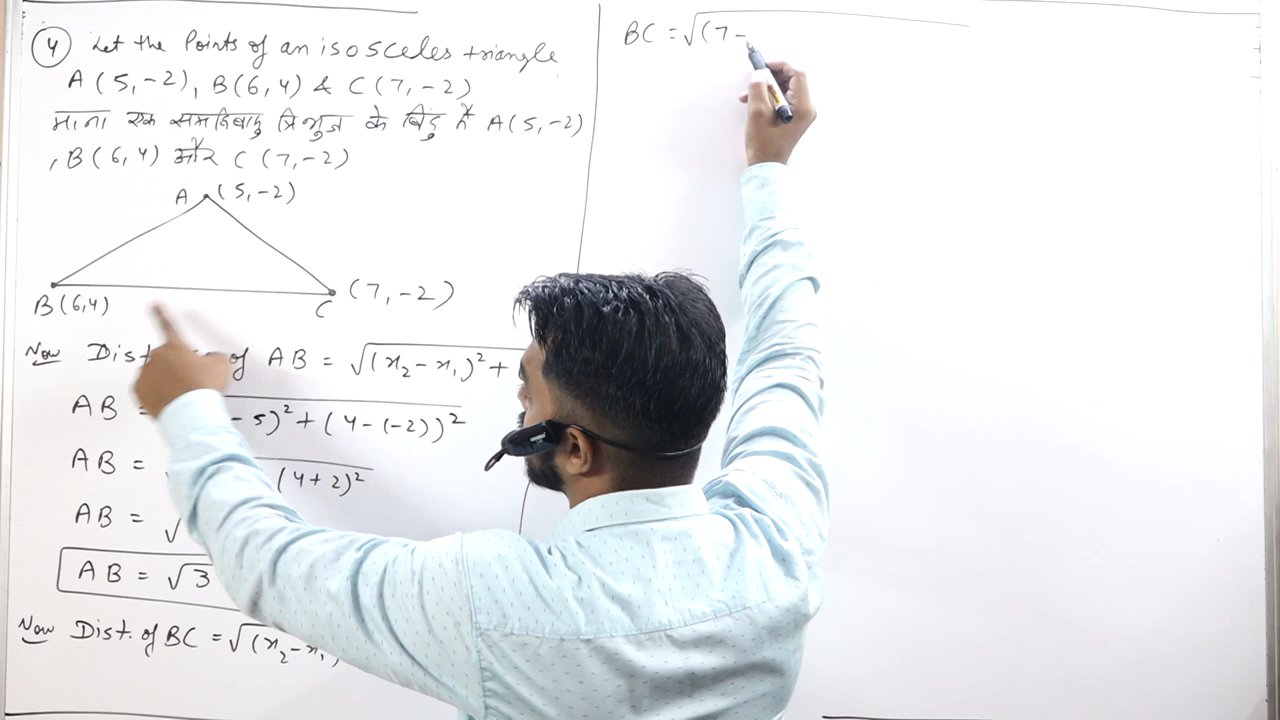 ④ Let the Points of an isosceles triangle
A(5,-2), B(6,4) & C(7,-2)
माना एक समद्विबाहु त्रिभुज के बिंदु हैं A(5,-2)
, B(6,4) और C(7,-2)
A (5,-2)
B(6,4)
C (7,-2)
Now of AB = √(x₂-x₁)²+
AB = -5)²+(4-(-2))²
AB = (4+2)²
AB = √
AB = √3
Now Dist. of BC = √(x₂-x₁
BC = √(7-